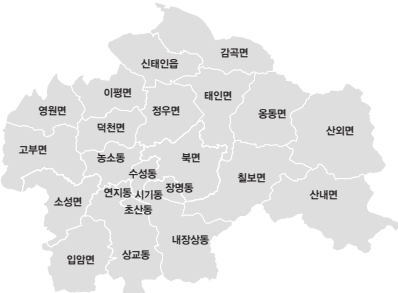 감곡면
신태인읍
이평면
태인면
영원면
정우면
옹동면
덕천면
산외면
고부면
농소동
북면
수성동
칠보면
장명동
연지동
시기동
산내면
소성면
초산동
내장상동
상교동
입암면